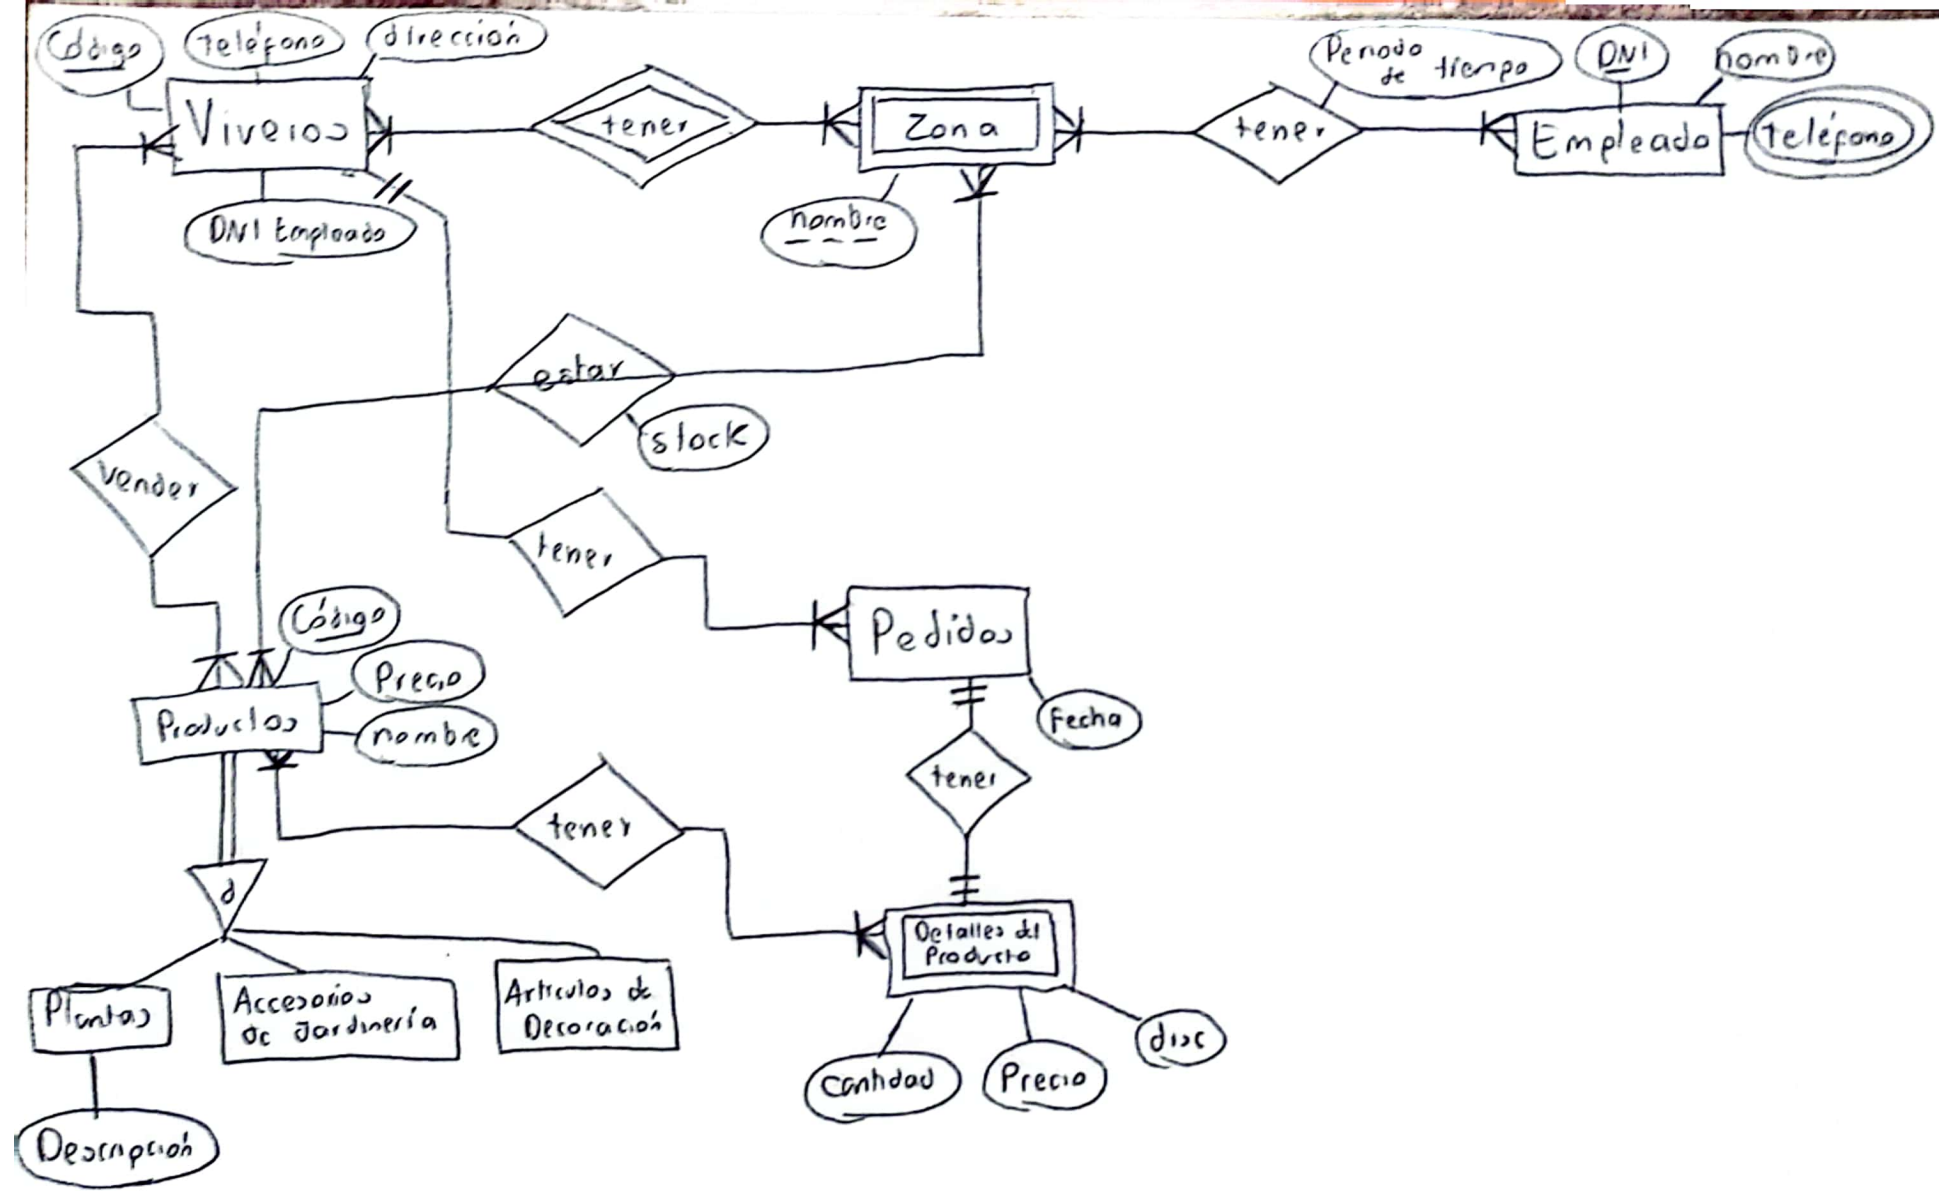 Código
teléfono
dirección
Periodo
de tiempo
DNI
nombre
Viveros
tener
Zona
tener
Empleado
teléfono
DNI Empleado
nombre
estar
stock
Vender
tener
Código
Precio
nombre
Productos
Pedidos
Fecha
tener
tener
d
Detalles del
Producto
Plantas
Accesorios
de Jardinería
Artículos de
Decoración
cantidad
Precio
disc
Descripción